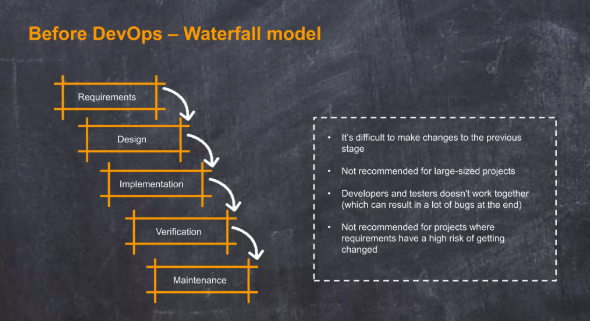 Before DevOps – Waterfall model
Requirements
Design
Implementation
Verification
Maintenance
• It's difficult to make changes to the previous
stage
• Not recommended for large-sized projects
• Developers and testers doesn't work together
(which can result in a lot of bugs at the end)
• Not recommended for projects where
requirements have a high risk of getting
changed